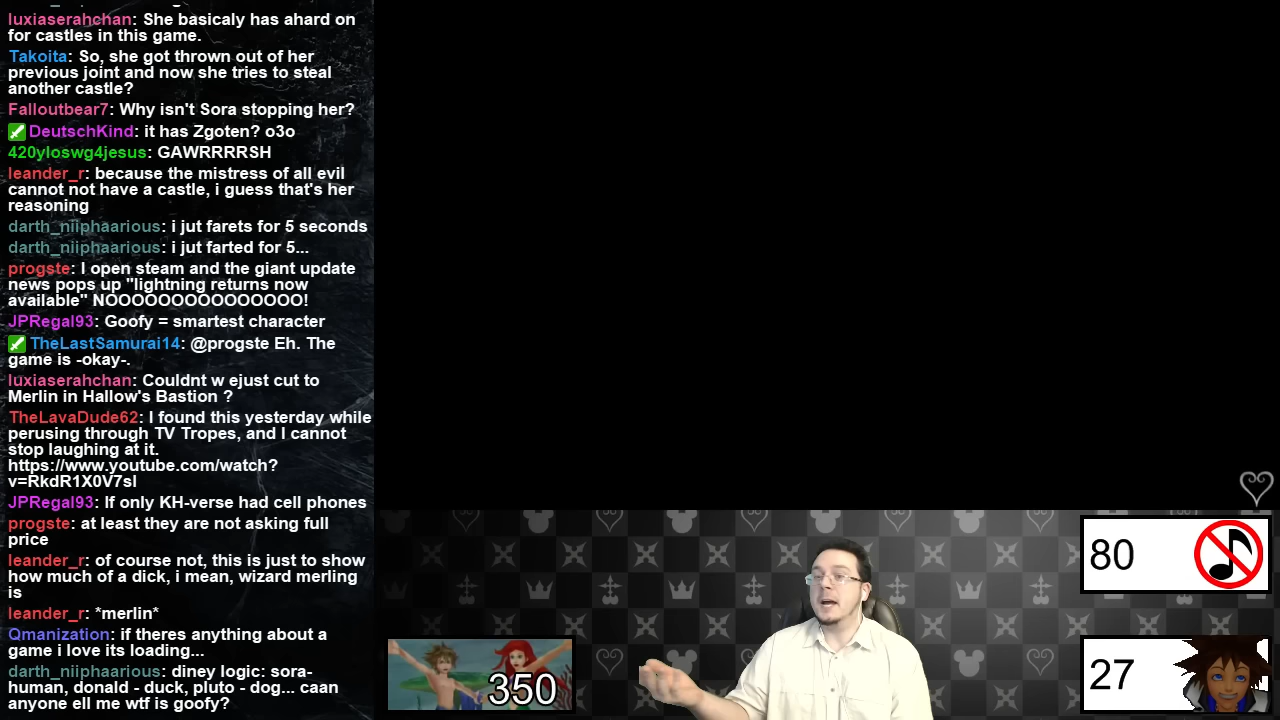 luxiaserahchan: She basicaly has ahard on
for castles in this game.
Takoita: So, she got thrown out of her
previous joint and now she tries to steal
another castle?
Falloutbear7: Why isn't Sora stopping her?
DeutschKind: it has Zgoten? o3o
420yloswg4jesus: GAWRRRRSH
leander_r: because the mistress of all evil
cannot not have a castle, i guess that's her
reasoning
darth_niiphaarious: i jut farets for 5 seconds
darth_niiphaarious: i jut farted for 5...
progste: I open steam and the giant update
news pops up "lightning returns now
available" NOOOOOOOOOOOOOOO!
JPRegal93: Goofy = smartest character
TheLastSamurai14: @progste Eh. The
game is -okay-.
luxiaserahchan: Couldnt w ejust cut to
Merlin in Hallow's Bastion ?
TheLavaDude62: I found this yesterday while
perusing through TV Tropes, and I cannot
stop laughing at it.
https://www.youtube.com/watch?
v=RkdR1X0V7sI
JPRegal93: If only KH-verse had cell phones
progste: at least they are not asking full
price
leander_r: of course not, this is just to show
how much of a dick, i mean, wizard merling
is
leander_r: *merlin*
Qmanization: if theres anything about a
game i love its loading...
darth_niiphaarious: diney logic: sora-
human, donald - duck, pluto - dog... caan
anyone ell me wtf is goofy?
80
350
27